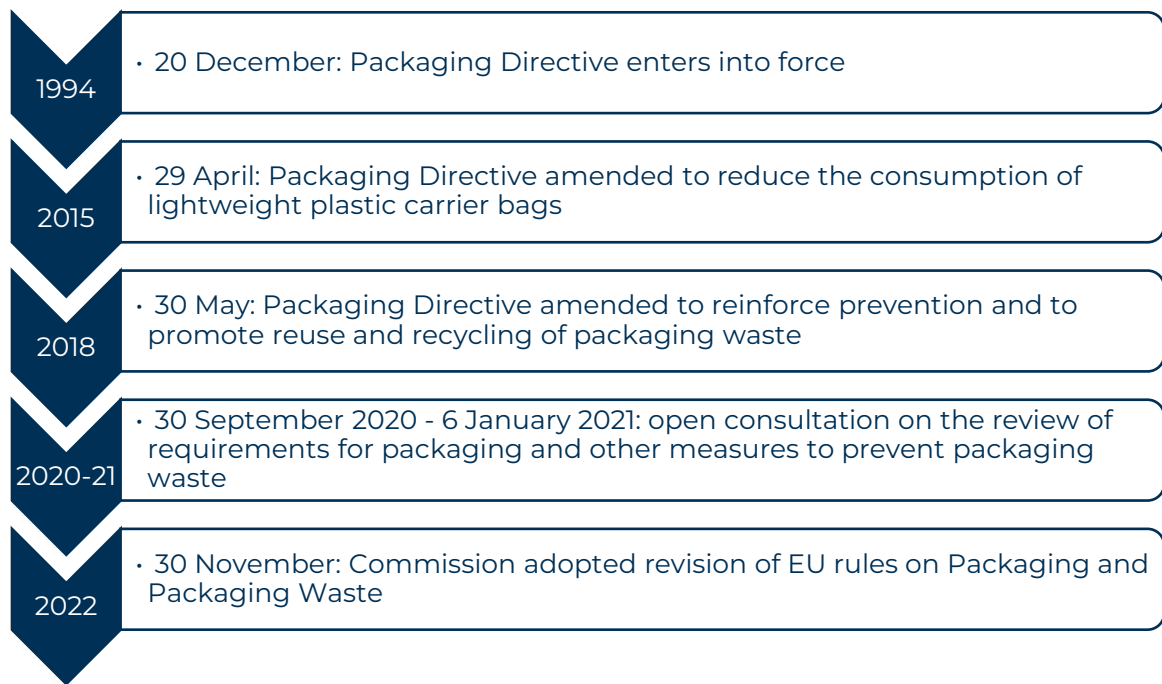 1994
· 20 December: Packaging Directive enters into force
2015
· 29 April: Packaging Directive amended to reduce the consumption of
lightweight plastic carrier bags
2018
· 30 May: Packaging Directive amended to reinforce prevention and to
promote reuse and recycling of packaging waste
2020-21
· 30 September 2020 - 6 January 2021: open consultation on the review of
requirements for packaging and other measures to prevent packaging
waste
2022
· 30 November: Commission adopted revision of EU rules on Packaging and
Packaging Waste